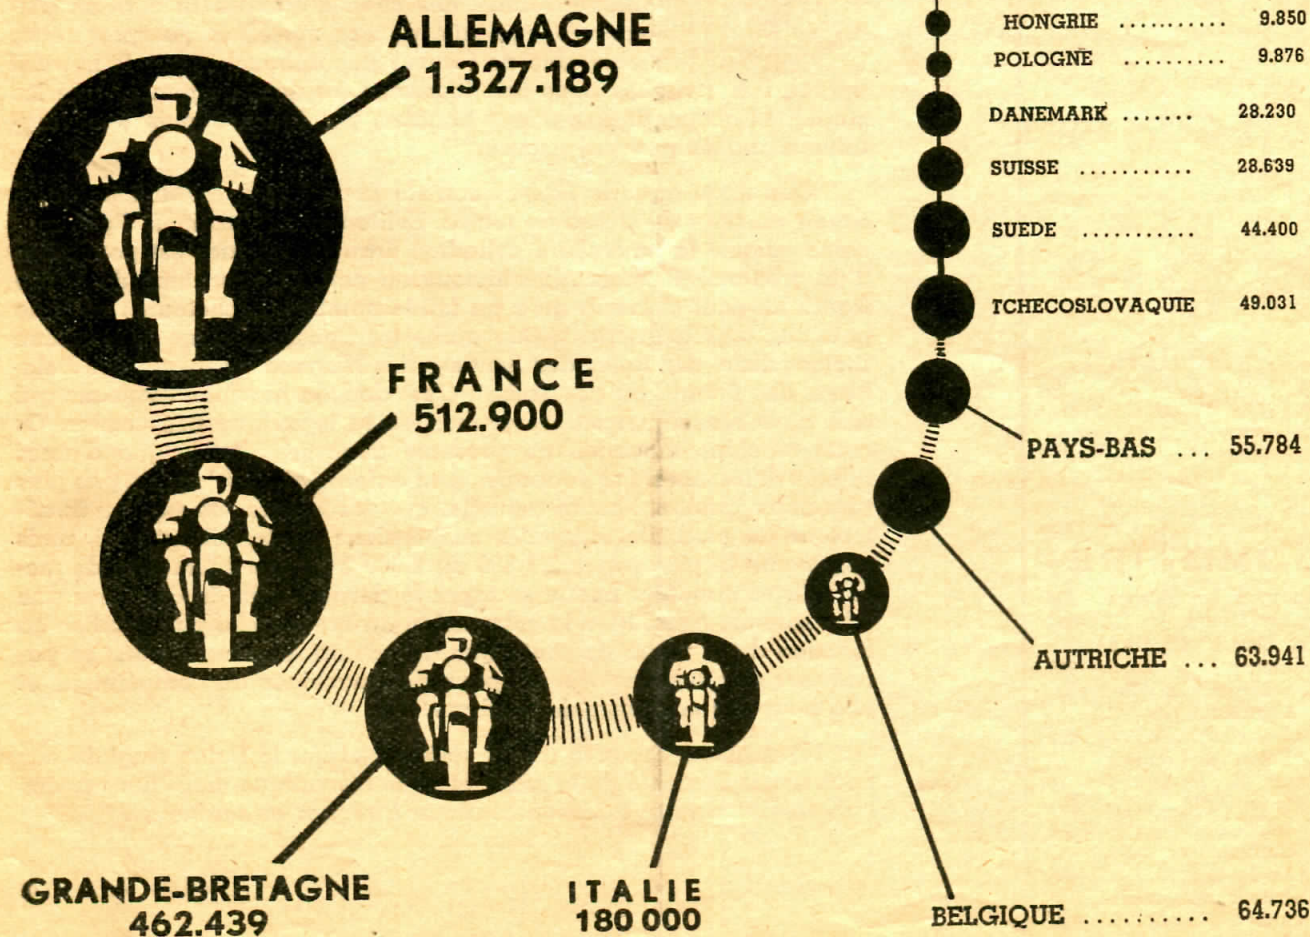 ALLEMAGNE
1.327.189
FRANCE
512.900
GRANDE-BRETAGNE
462.439
ITALIE
180 000
BELGIQUE .......... 64.736
AUTRICHE ... 63.941
PAYS-BAS ... 55.784
TCHECOSLOVAQUIE 49.031
SUEDE ........... 44.400
SUISSE ........... 28.639
DANEMARK ....... 28.230
POLOGNE .......... 9.876
HONGRIE ........... 9.850